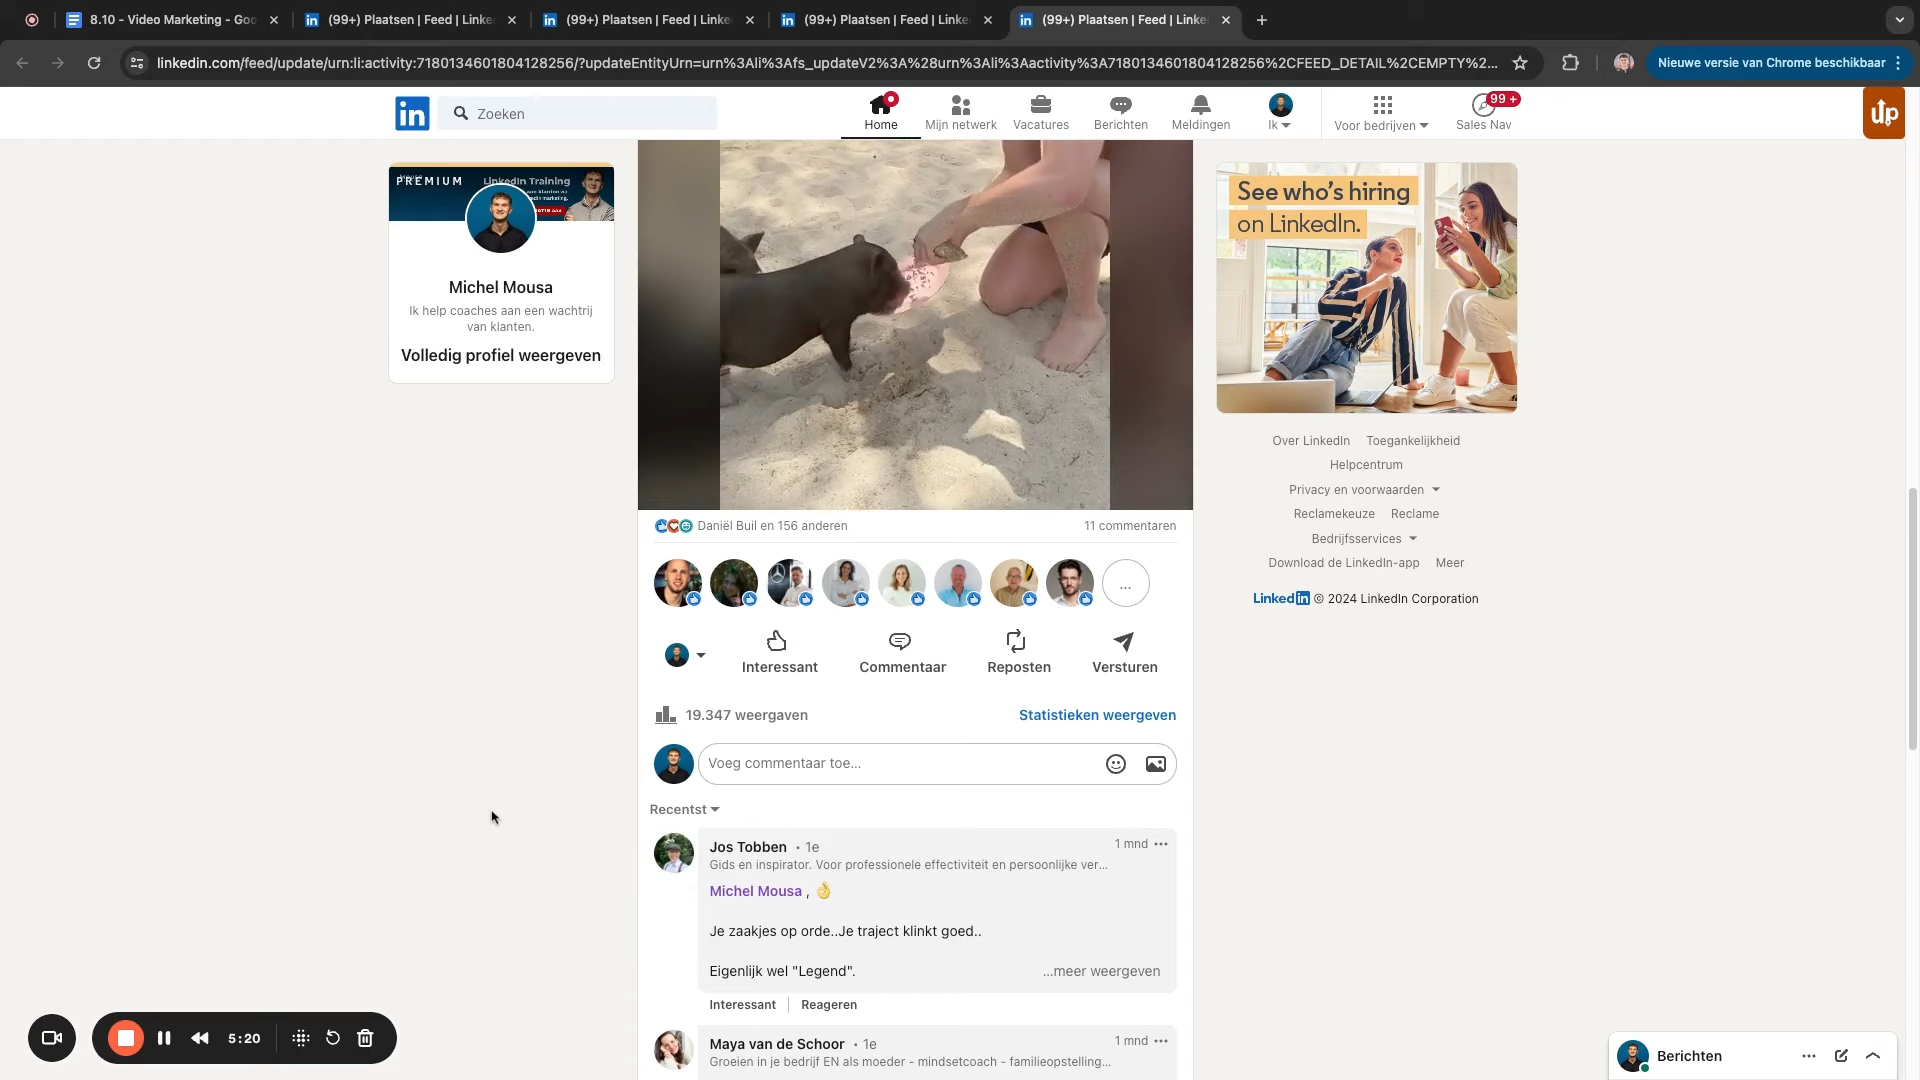 8.10 - Video Marketing - Goo
(99+) Plaatsen | Feed | Linke
(99+) Plaatsen | Feed | Linke
(99+) Plaatsen | Feed | Linke
(99+) Plaatsen | Feed | Linke
linkedin.com/feed/update/urn:li:activity:7180134601804128256/?updateEntityUrn=urn%3Ali%3Afs_updateV2%3A%28urn%3Ali%3Aactivity%3A7180134601804128256%2CFEED_DETAIL%2CEMPTY%2...
Nieuwe versie van Chrome beschikbaar
in
Zoeken
Home
Mijn netwerk
Vacatures
Berichten
Meldingen
Ik
Voor bedrijven
99 +
Sales Nav
up
PREMIUM
LinkedIn Training
Michel Mousa
Ik help coaches aan een wachtrij
van klanten.
Volledig profiel weergeven
Daniël Buil en 156 anderen
11 commentaren
...
Interessant
Commentaar
Reposten
Versturen
19.347 weergaven
Statistieken weergeven
Voeg commentaar toe...
Recentst
Jos Tobben • 1e
1 mnd
Gids en inspirator. Voor professionele effectiviteit en persoonlijke ver...
Michel Mousa , 👌
Je zaakjes op orde..Je traject klinkt goed..
Eigenlijk wel "Legend".
...meer weergeven
Interessant
Reageren
Maya van de Schoor • 1e
1 mnd
Groeien in je bedrijf EN als moeder - mindsetcoach - familieopstelling...
See who's hiring
on LinkedIn.
Over LinkedIn
Toegankelijkheid
Helpcentrum
Privacy en voorwaarden
Reclamekeuze
Reclame
Bedrijfsservices
Download de LinkedIn-app
Meer
LinkedIn © 2024 LinkedIn Corporation
5:20
Berichten